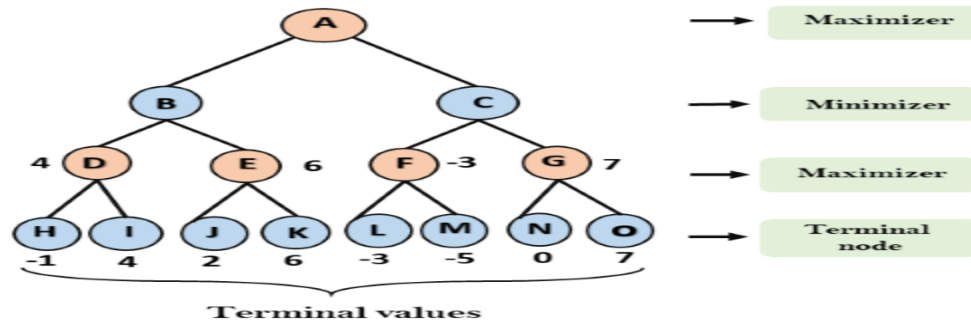 A Maximizer
B C Minimizer
4 D E 6 F -3 G 7 Maximizer
H I J K L M N O Terminal
node
-1 4 2 6 -3 -5 0 7
Terminal values